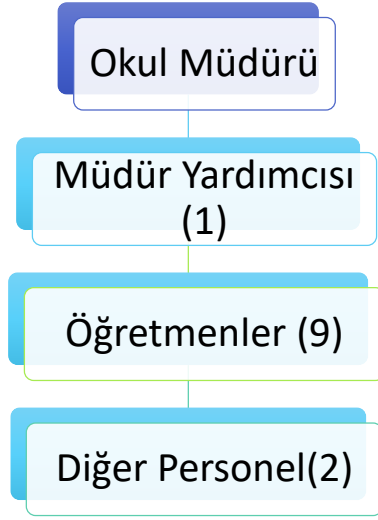 Okul Müdürü
Müdür Yardımcısı
(1)
Öğretmenler (9)
Diğer Personel(2)